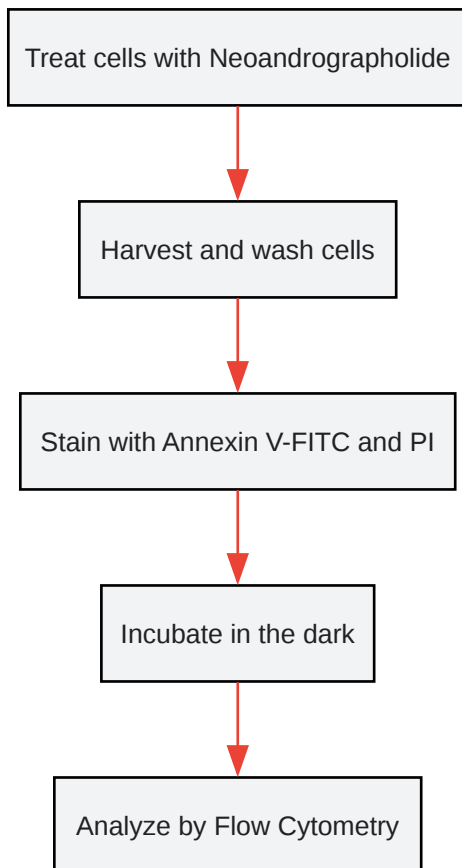 Treat cells with Neoandrographolide
Harvest and wash cells
Stain with Annexin V-FITC and PI
Incubate in the dark
Analyze by Flow Cytometry